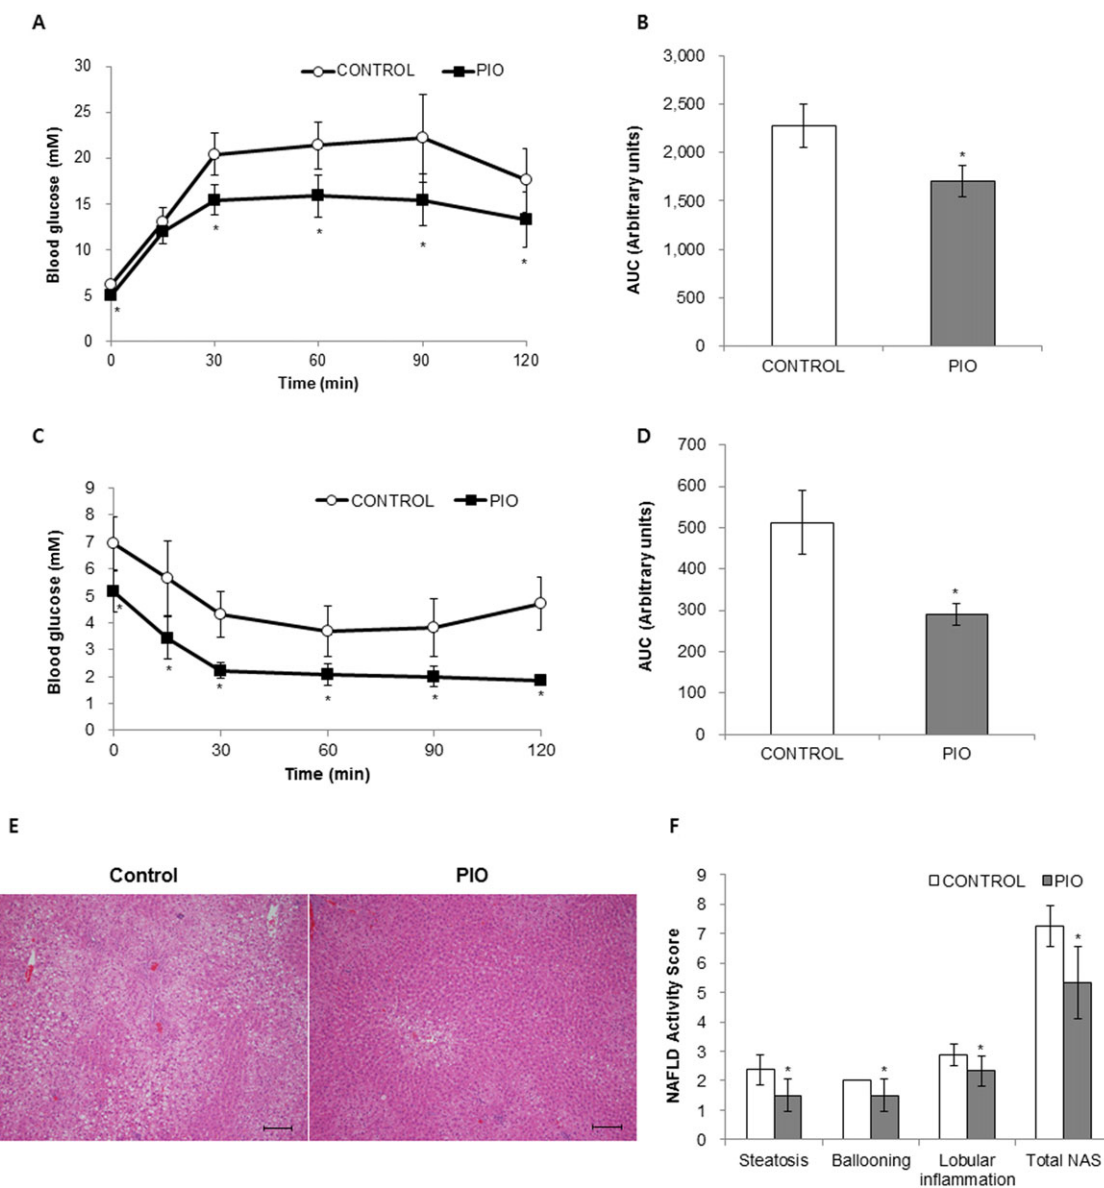 A
30
25
20
15
10
5
0
Blood glucose (mM)
CONTROL PIO
*
* * * *
0 30 60 90 120
Time (min)
B
3,000
2,500
2,000
1,500
1,000
500
0
AUC (Arbitrary units)
*
CONTROL PIO
C
9
8
7
6
5
4
3
2
1
0
Blood glucose (mM)
CONTROL PIO
* * * * * *
0 30 60 90 120
Time (min)
D
700
600
500
400
300
200
100
0
AUC (Arbitrary units)
*
CONTROL PIO
E
Control PIO
F
9
8
7
6
5
4
3
2
1
0
NAFLD Activity Score
CONTROL PIO
* * * *
Steatosis Ballooning Lobular Total NAS
inflammation